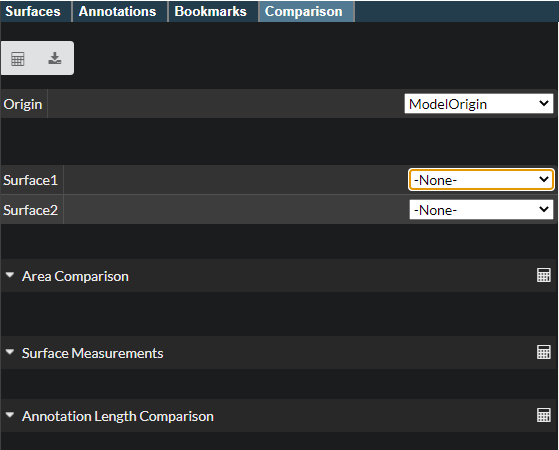 Surfaces Annotations Bookmarks Comparison
Origin ModelOrigin
Surface1 -None-
Surface2 -None-
Area Comparison
Surface Measurements
Annotation Length Comparison